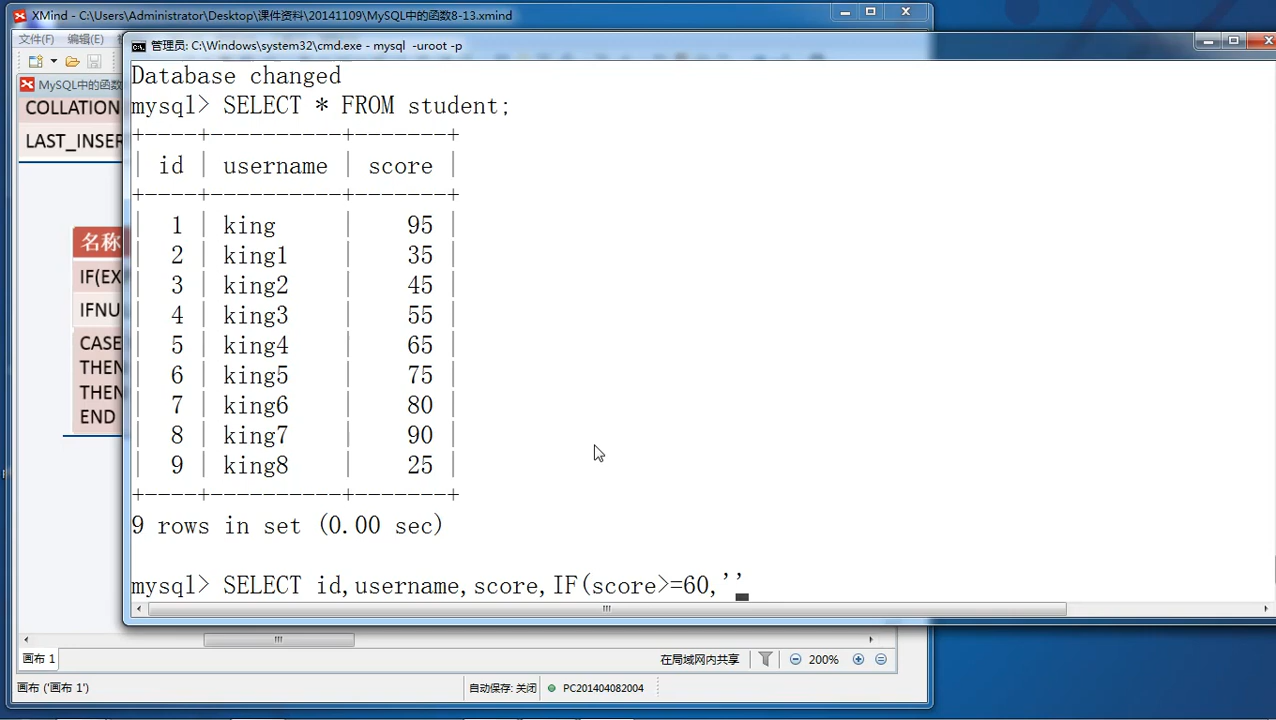 XMind - C:\Users\Administrator\Desktop\课件资料\20141109\MySQL中的函数8-13.xmind
文件(F) 编辑(E)
管理员: C:\Windows\system32\cmd.exe - mysql -uroot -p
MySQL中的函数
COLLATION
LAST_INSER
名称
IF(EX
IFNU
CASE
THEN
THEN
END
Database changed
mysql> SELECT * FROM student;
+----+----------+-------+
| id | username | score |
+----+----------+-------+
| 1 | king | 95 |
| 2 | king1 | 35 |
| 3 | king2 | 45 |
| 4 | king3 | 55 |
| 5 | king4 | 65 |
| 6 | king5 | 75 |
| 7 | king6 | 80 |
| 8 | king7 | 90 |
| 9 | king8 | 25 |
+----+----------+-------+
9 rows in set (0.00 sec)
mysql> SELECT id,username,score,IF(score>=60,''
画布 1
在局域网内共享
200%
画布 ('画布 1')
自动保存: 关闭
PC201404082004